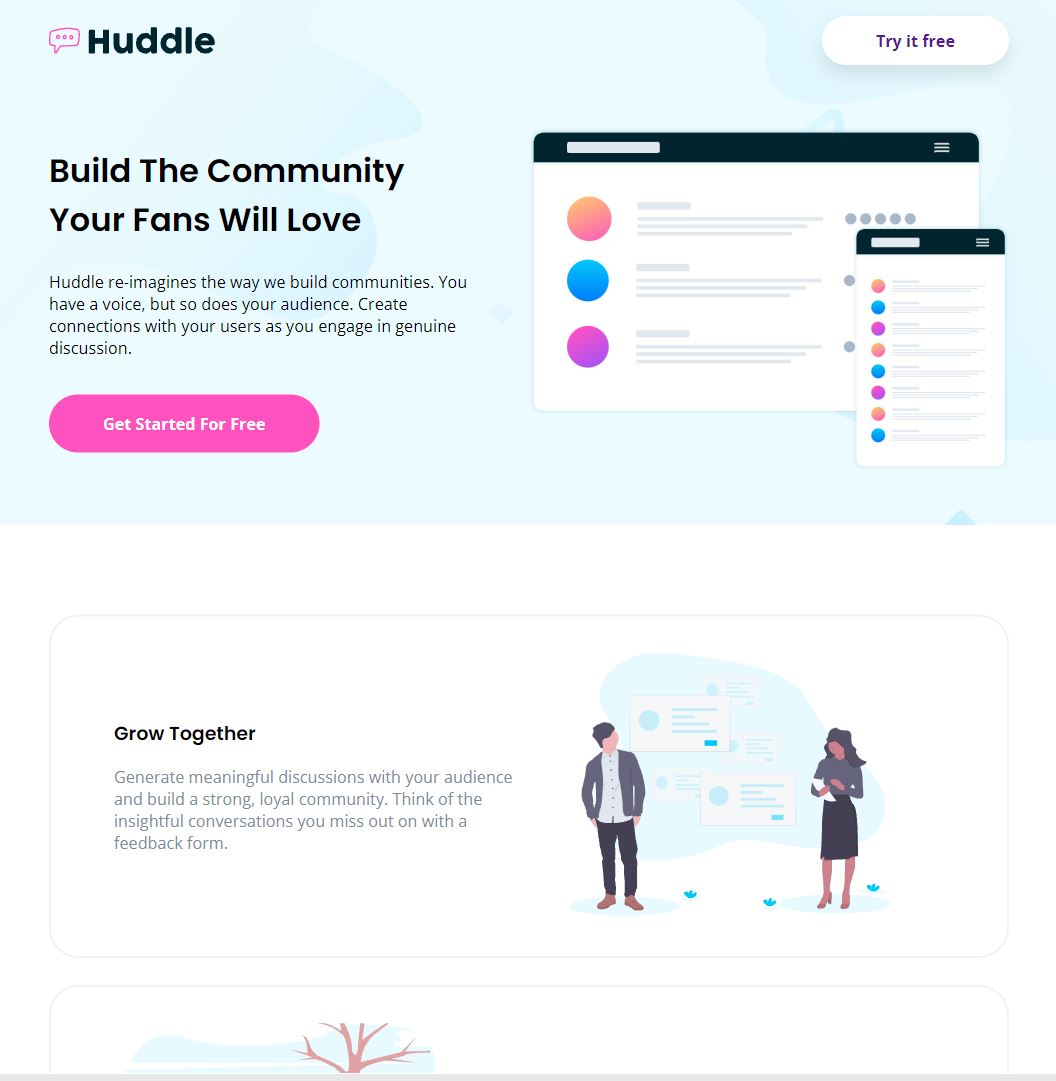 Huddle
Try it free
Build The Community
Your Fans Will Love
Huddle re-imagines the way we build communities. You
have a voice, but so does your audience. Create
connections with your users as you engage in genuine
discussion.
Get Started For Free
Grow Together
Generate meaningful discussions with your audience
and build a strong, loyal community. Think of the
insightful conversations you miss out on with a
feedback form.